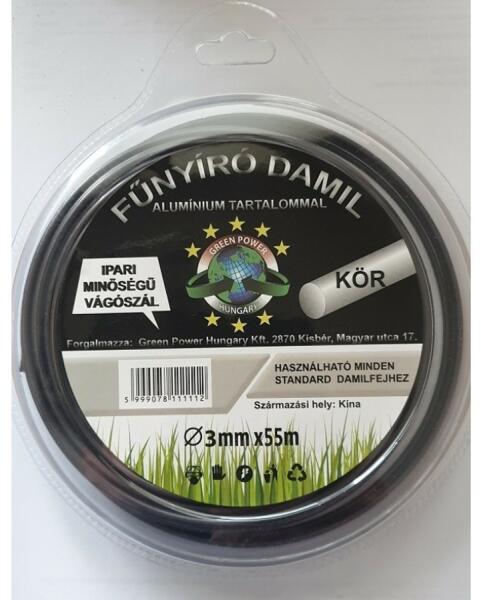 FŰNYÍRÓ DAMIL
ALUMÍNIUM TARTALOMMAL
GREEN POWER
HUNGARY
IPARI
MINŐSÉGŰ
VÁGÓSZÁL
KÖR
Forgalmazza: Green Power Hungary Kft. 2870 Kisbér, Magyar utca 17.
5 999078 111112
HASZNÁLHATÓ MINDEN
STANDARD DAMILFEJHEZ
Származási hely: Kina
Ø3mm x55m